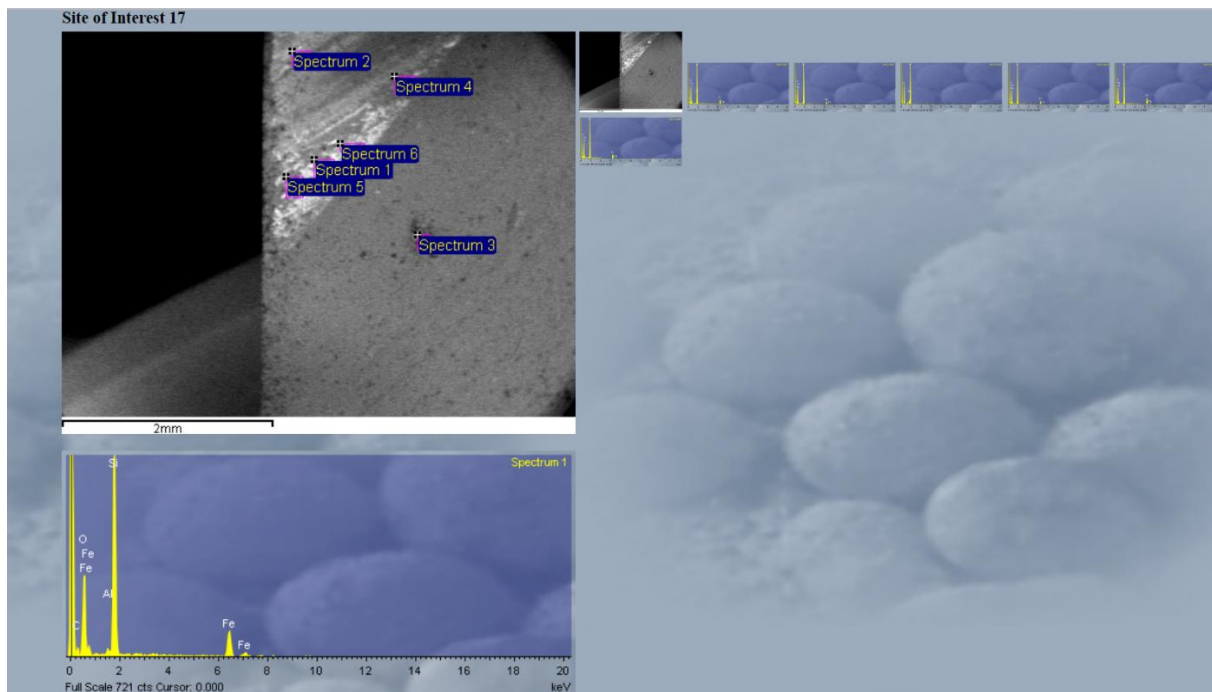 Site of Interest 17
Spectrum 2
Spectrum 4
Spectrum 6
Spectrum 1
Spectrum 5
Spectrum 3
2mm
Spectrum 1
Si
O
Fe
Fe
Al
C
Fe
Fe
0 2 4 6 8 10 12 14 16 18 20
Full Scale 721 cts Cursor: 0.000 keV